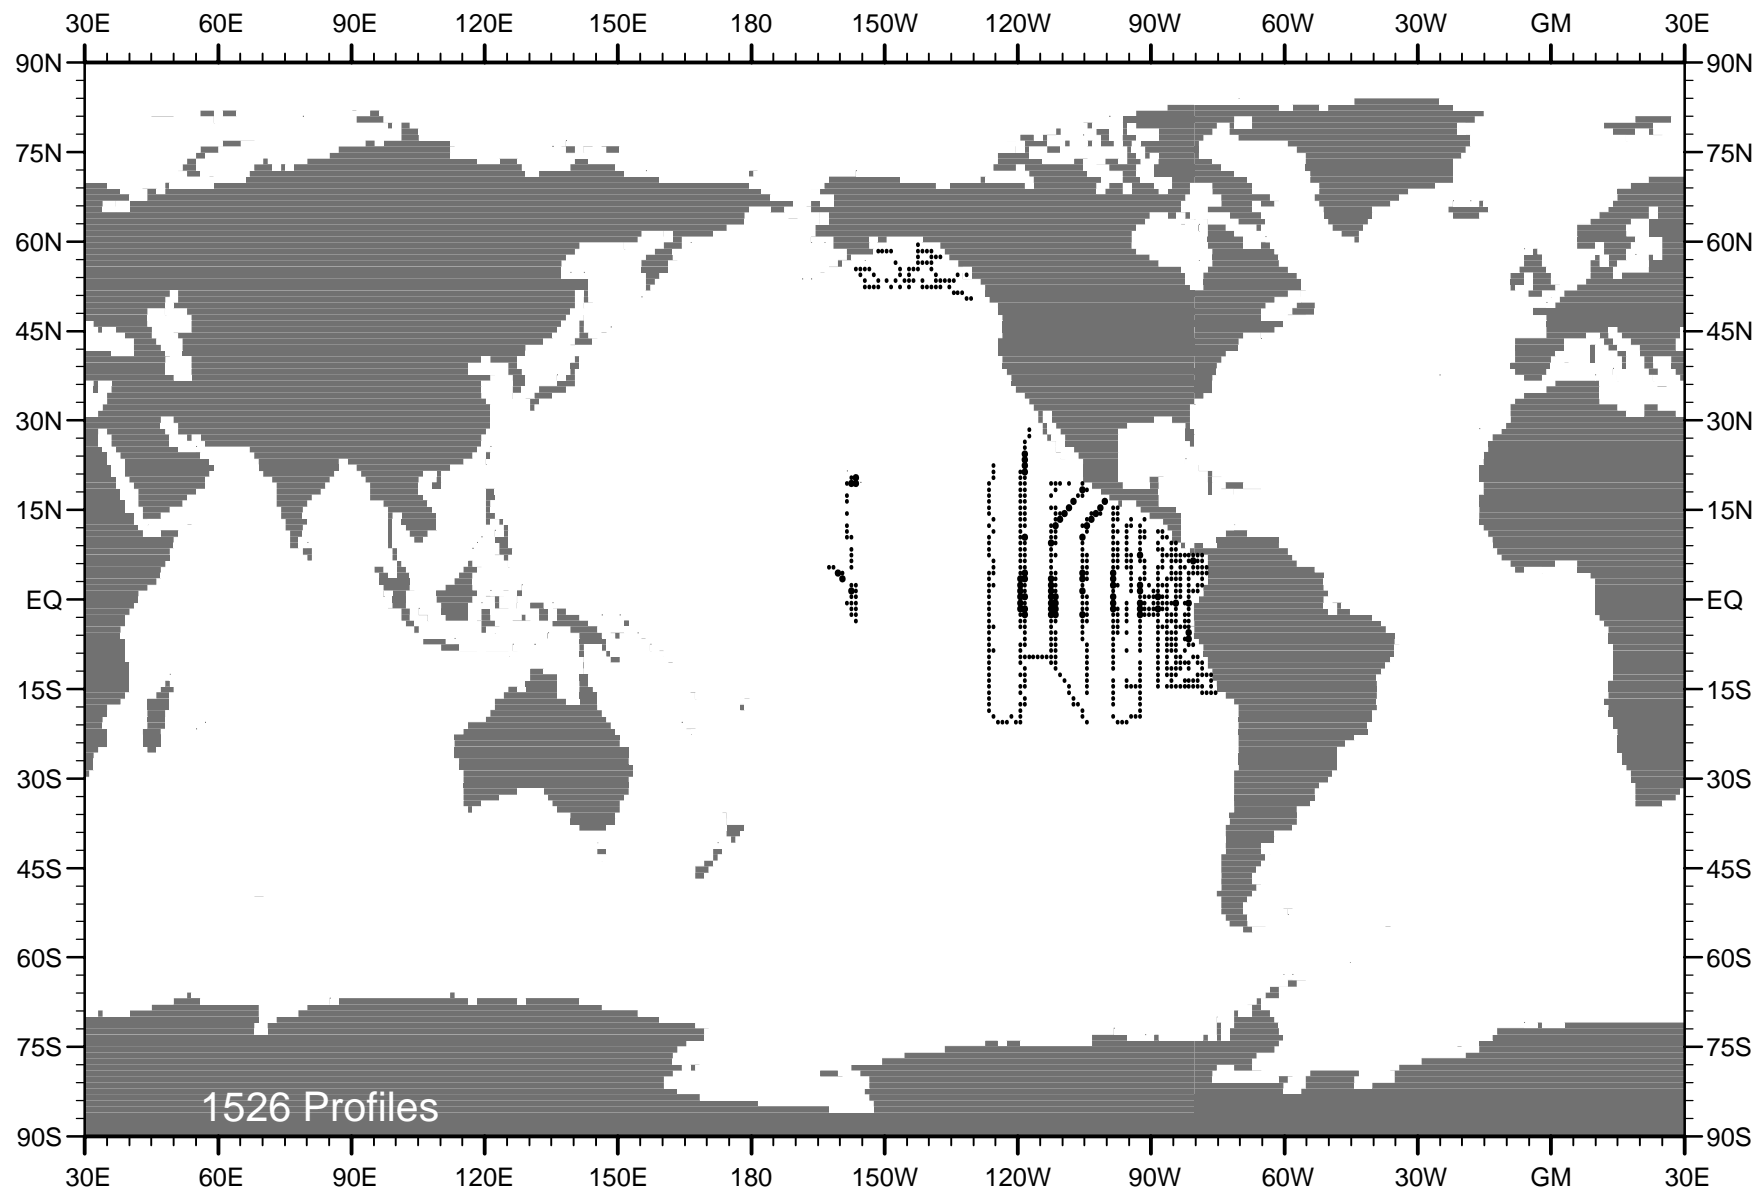 30E 60E 90E 120E 150E 180 150W 120W 90W 60W 30W GM 30E
90N 90N
75N 75N
60N 60N
45N 45N
30N 30N
15N 15N
EQ EQ
15S 15S
30S 30S
45S 45S
60S 60S
75S 75S
1526 Profiles
90S 90S
30E 60E 90E 120E 150E 180 150W 120W 90W 60W 30W GM 30E